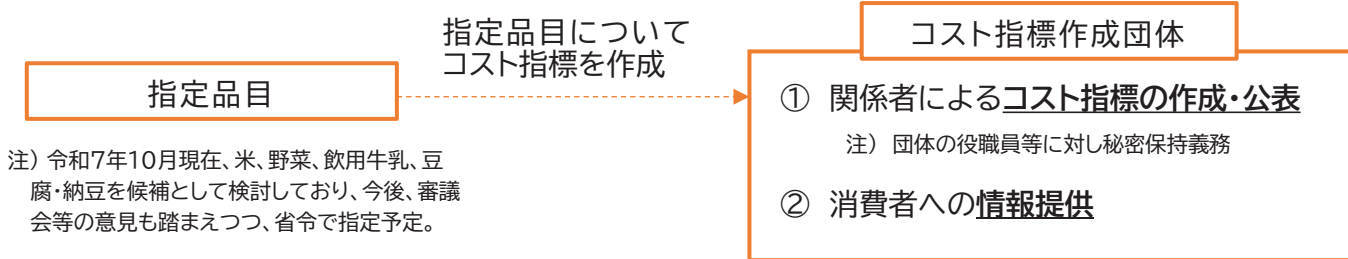 指定品目について
コスト指標を作成
コスト指標作成団体
指定品目
① 関係者によるコスト指標の作成・公表
注） 団体の役職員等に対し秘密保持義務
② 消費者への情報提供
注）令和7年10月現在、米、野菜、飲用牛乳、豆
腐・納豆を候補として検討しており、今後、審議
会等の意見も踏まえつつ、省令で指定予定。